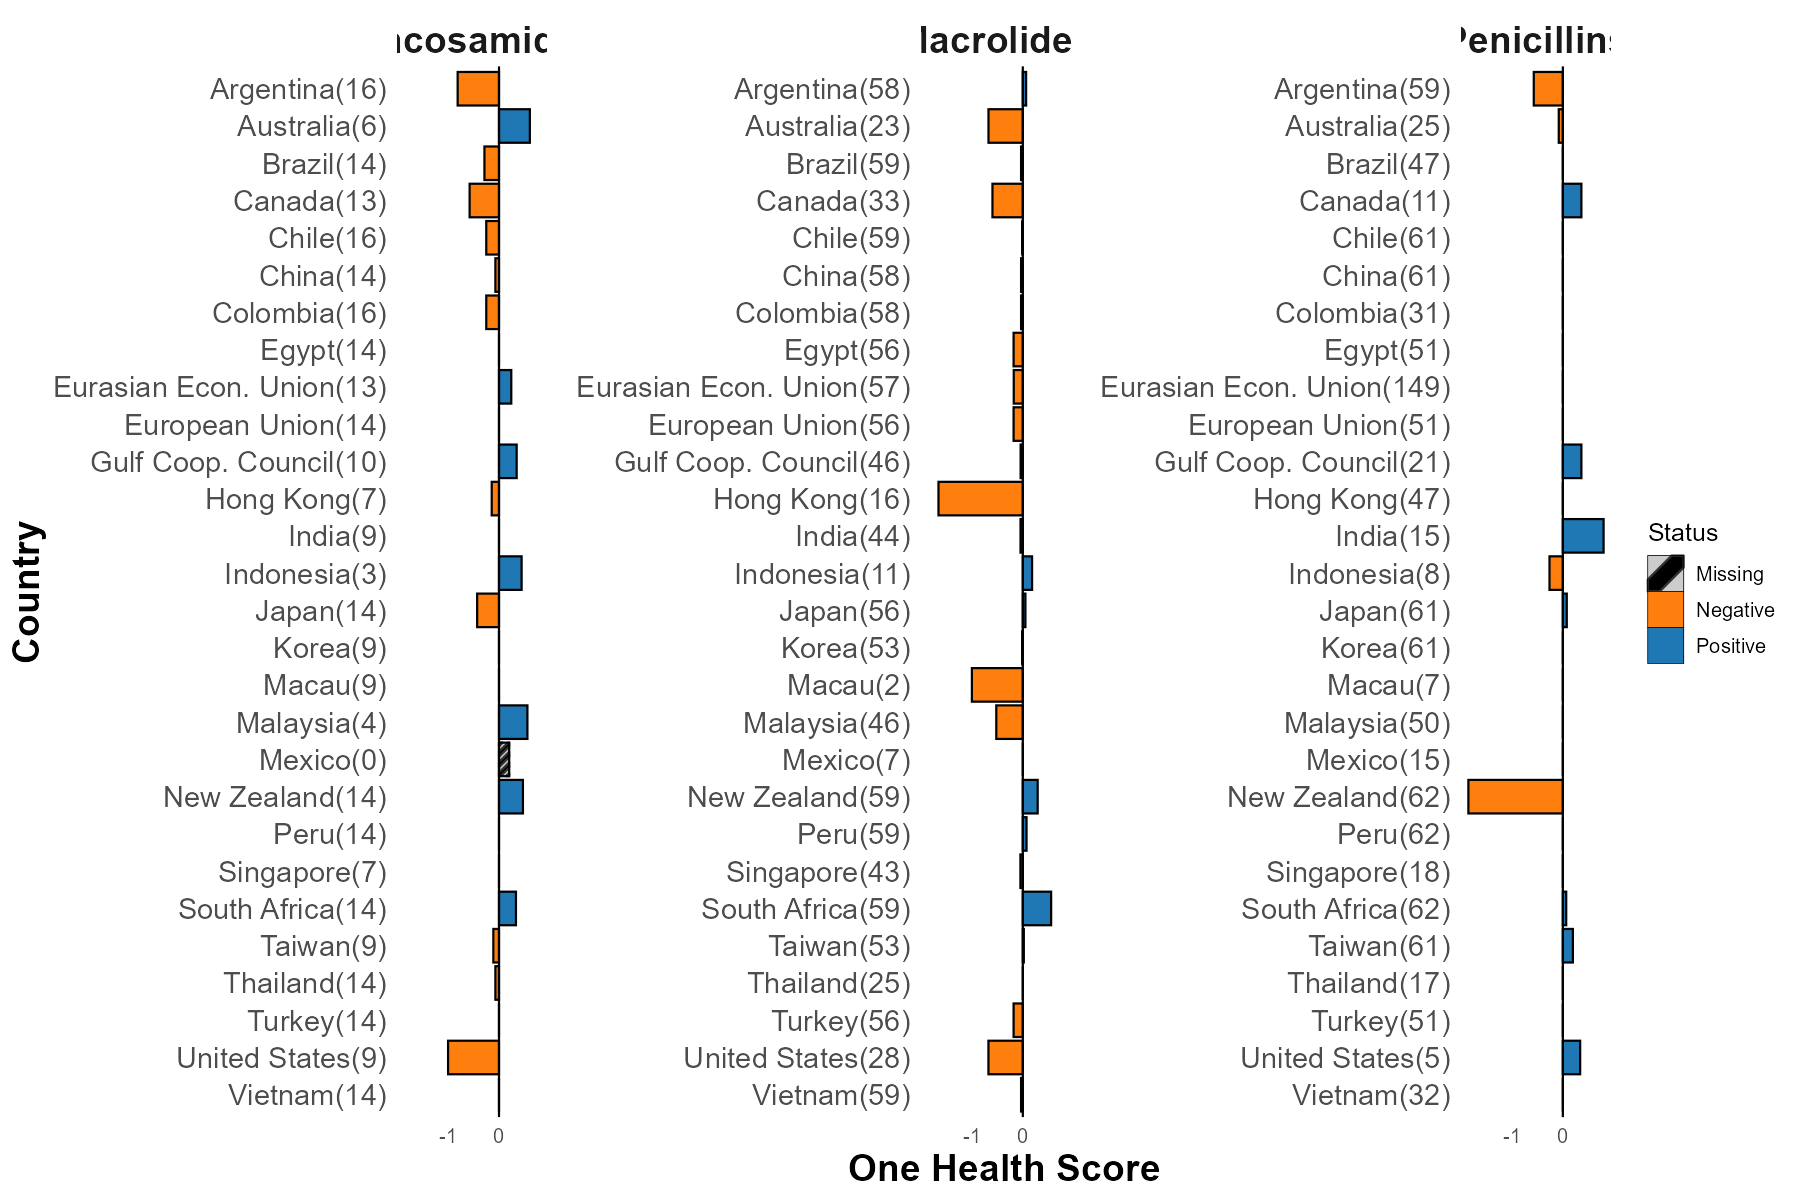 ncosamid
Argentina(16)
Australia(6)
Brazil(14)
Canada(13)
Chile(16)
China(14)
Colombia(16)
Egypt(14)
Eurasian Econ. Union(13)
European Union(14)
Gulf Coop. Council(10)
Hong Kong(7)
India(9)
Indonesia(3)
Japan(14)
Korea(9)
Macau(9)
Malaysia(4)
Mexico(0)
New Zealand(14)
Peru(14)
Singapore(7)
South Africa(14)
Taiwan(9)
Thailand(14)
Turkey(14)
United States(9)
Vietnam(14)
-1 0
lacrolide
Argentina(58)
Australia(23)
Brazil(59)
Canada(33)
Chile(59)
China(58)
Colombia(58)
Egypt(56)
Eurasian Econ. Union(57)
European Union(56)
Gulf Coop. Council(46)
Hong Kong(16)
India(44)
Indonesia(11)
Japan(56)
Korea(53)
Macau(2)
Malaysia(46)
Mexico(7)
New Zealand(59)
Peru(59)
Singapore(43)
South Africa(59)
Taiwan(53)
Thailand(25)
Turkey(56)
United States(28)
Vietnam(59)
-1 0
Penicillins
Argentina(59)
Australia(25)
Brazil(47)
Canada(11)
Chile(61)
China(61)
Colombia(31)
Egypt(51)
Eurasian Econ. Union(149)
European Union(51)
Gulf Coop. Council(21)
Hong Kong(47)
India(15)
Indonesia(8)
Japan(61)
Korea(61)
Macau(7)
Malaysia(50)
Mexico(15)
New Zealand(62)
Peru(62)
Singapore(18)
South Africa(62)
Taiwan(61)
Thailand(17)
Turkey(51)
United States(5)
Vietnam(32)
-1 0
Country
One Health Score
Status
Missing
Negative
Positive